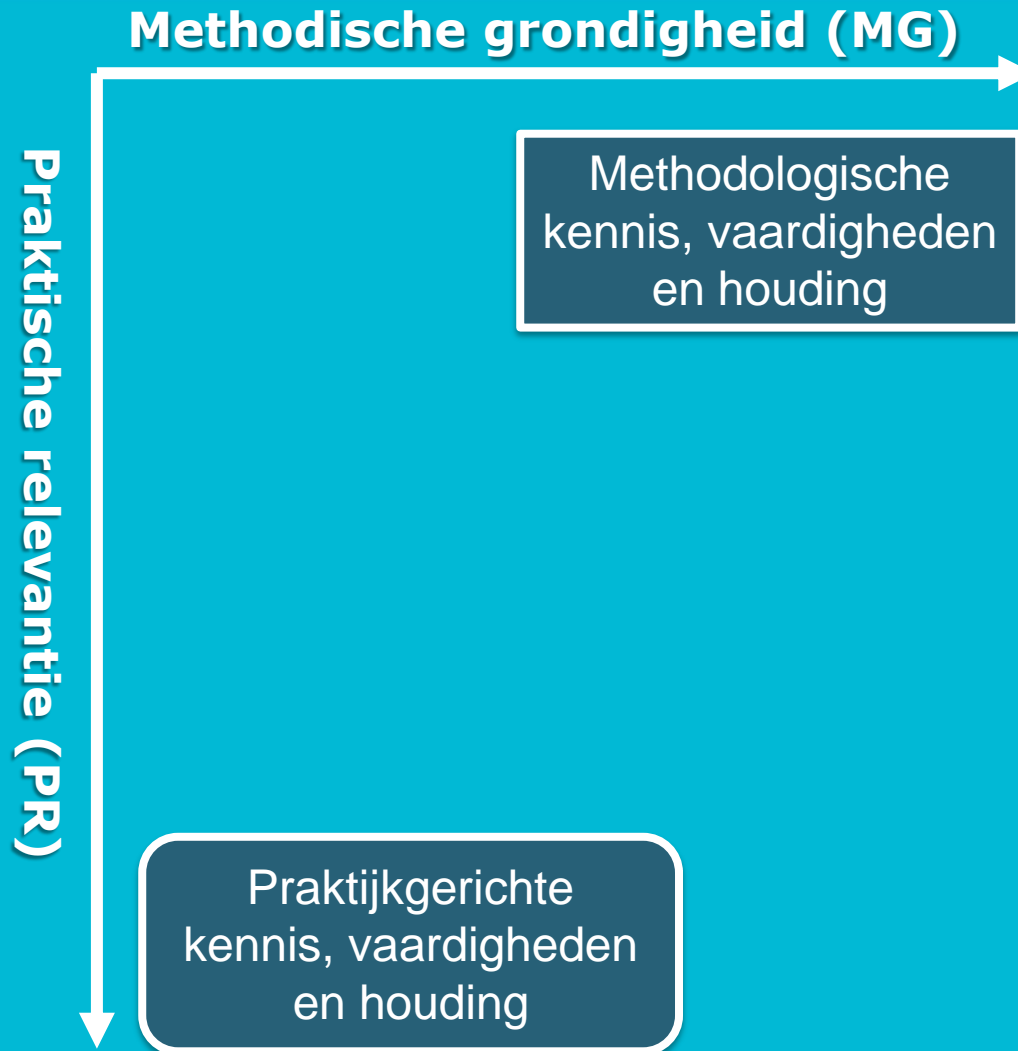 Methodische grondigheid (MG)
Praktische relevantie (PR)
Methodologische
kennis, vaardigheden
en houding
Praktijkgerichte
kennis, vaardigheden
en houding